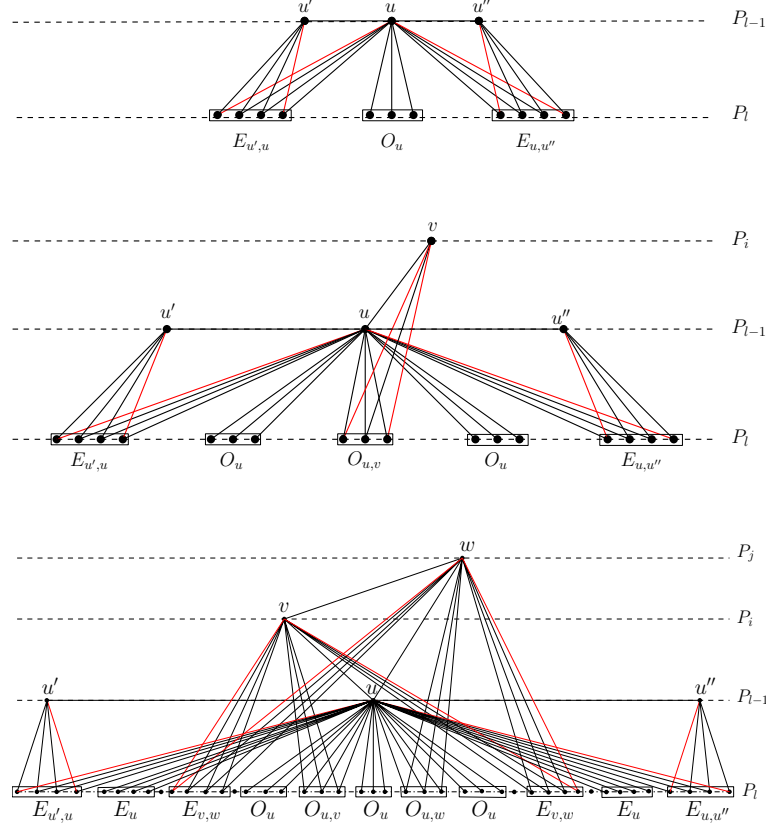 u′ u u″ P_{l−1}
P_l
E_{u′,u} O_u E_{u,u″}
v P_i
u′ u u″ P_{l−1}
P_l
E_{u′,u} O_u O_{u,v} O_u E_{u,u″}
w P_j
v P_i
u′ u u″ P_{l−1}
P_l
E_{u′,u} E_u E_{v,w} O_u O_{u,v} O_u O_{u,w} O_u E_{v,w} E_u E_{u,u″}